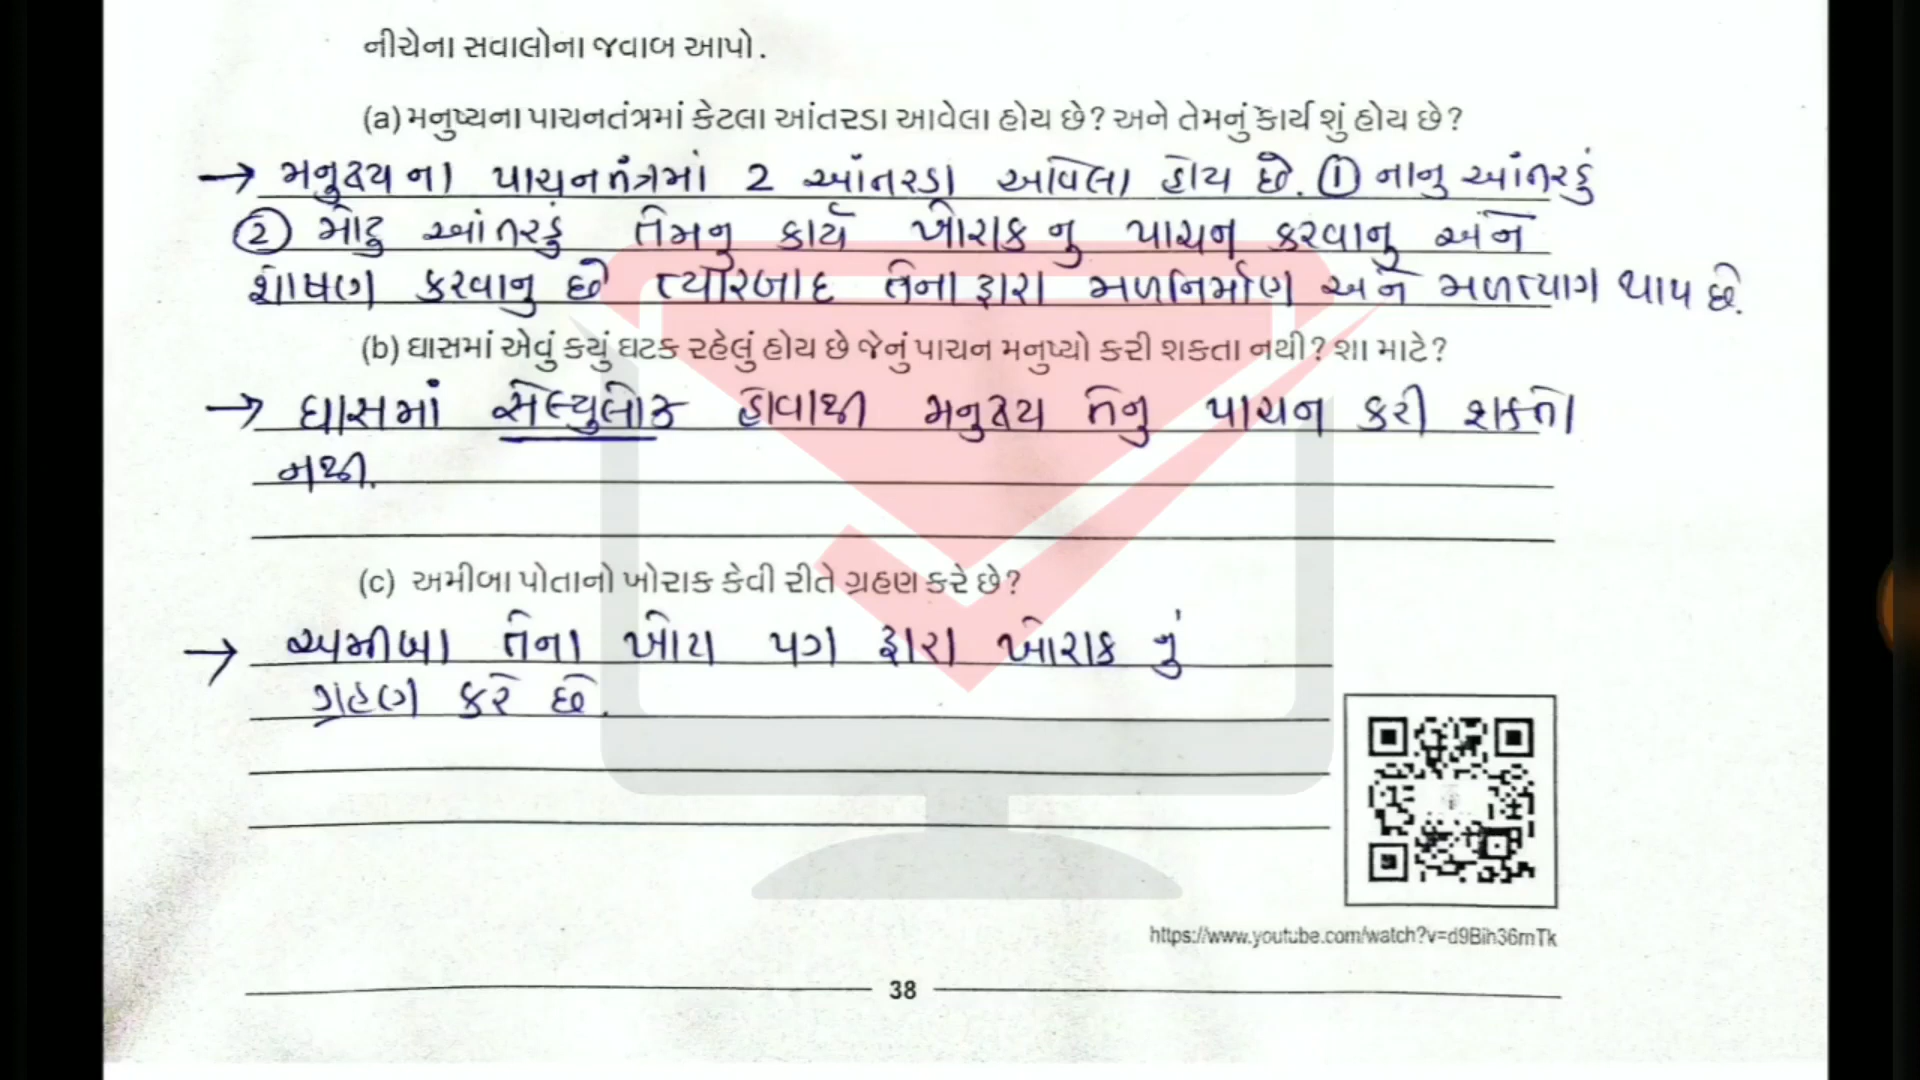 નીચેના સવાલોના જવાબ આપો.
(a) મનુષ્યના પાચનતંત્રમાં કેટલા આંતરડા આવેલા હોય છે? અને તેમનું કાર્ય શું હોય છે?
→ મનુષ્ય ના પાચનતંત્રમાં 2 આંતરડા આવેલા હોય છે. ① નાનુ આંતરડું
② મોટુ આંતરડું તેમનુ કાર્ય ખોરાક નુ પાચન કરવાનુ અને
શોષણ કરવાનુ છે ત્યારબાદ તેના દ્વારા મળનિર્માણ અને મળત્યાગ થાય છે.
(b) ઘાસમાં એવું કયું ઘટક રહેલું હોય છે જેનું પાચન મનુષ્યો કરી શકતા નથી? શા માટે?
→ ઘાસમાં સેલ્યુલોઝ હોવાથી મનુષ્ય તેનુ પાચન કરી શકતો
નથી.
(c) અમીબા પોતાનો ખોરાક કેવી રીતે ગ્રહણ કરે છે?
→ અમીબા તેના ખોટા પગ દ્વારા ખોરાક નું
ગ્રહણ કરે છે.
https://www.youtube.com/watch?v=d9Bih36mTk
38